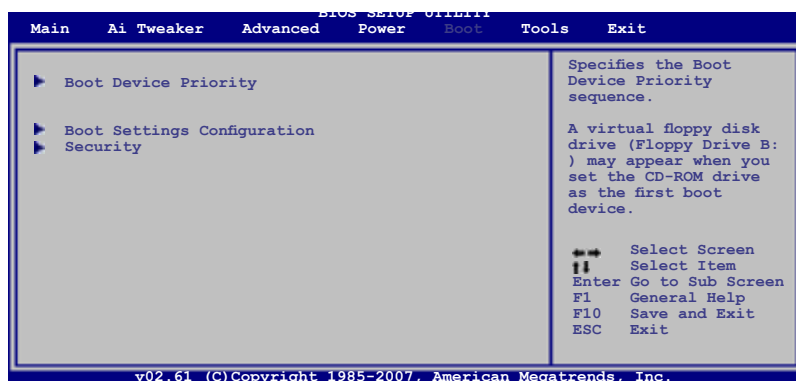 BIOS SETUP UTILITY
Main Ai Tweaker Advanced Power Boot Tools Exit
Boot Device Priority
Boot Settings Configuration
Security
Specifies the Boot
Device Priority
sequence.
A virtual floppy disk
drive (Floppy Drive B:
) may appear when you
set the CD-ROM drive
as the first boot
device.
Select Screen
Select Item
Enter Go to Sub Screen
F1 General Help
F10 Save and Exit
ESC Exit
v02.61 (C)Copyright 1985-2007, American Megatrends, Inc.